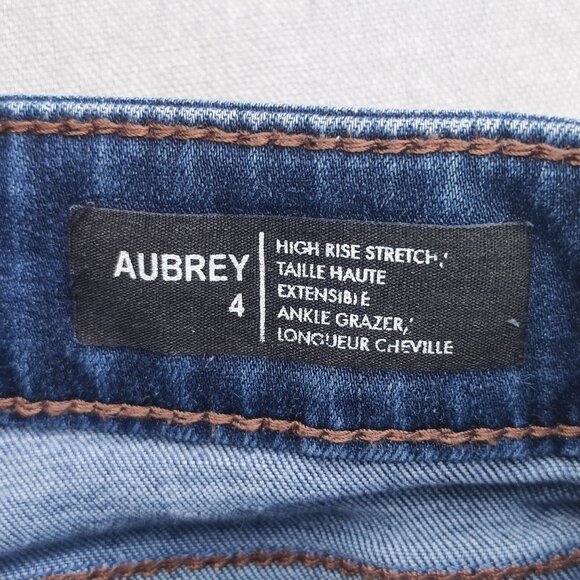 AUBREY
4
HIGH RISE STRETCH/
TAILLE HAUTE
EXTENSIBLE
ANKLE GRAZER/
LONGUEUR CHEVILLE